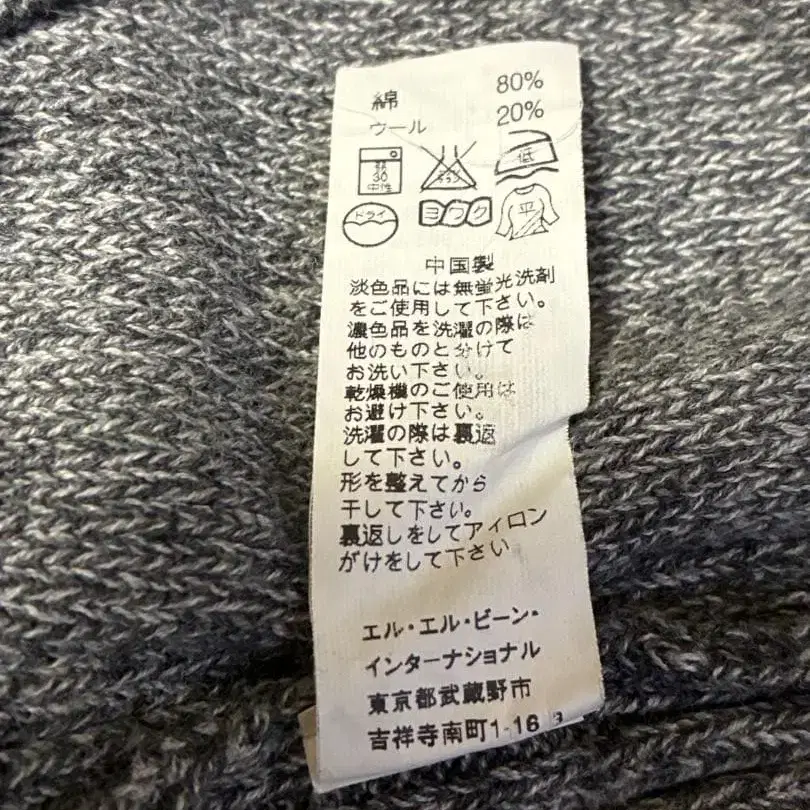 綿 80%
ウール 20%
30
中性
低
ドライ
ヨワク
平
中国製
淡色品には無蛍光洗剤
をご使用して下さい。
濃色品を洗濯の際は
他のものと分けて
お洗い下さい。
乾燥機のご使用は
お避け下さい。
洗濯の際は裏返
して下さい。
形を整えてから
干して下さい。
裏返しをしてアイロン
がけをして下さい
エル・エル・ビーン・
インターナショナル
東京都武蔵野市
吉祥寺南町1-16